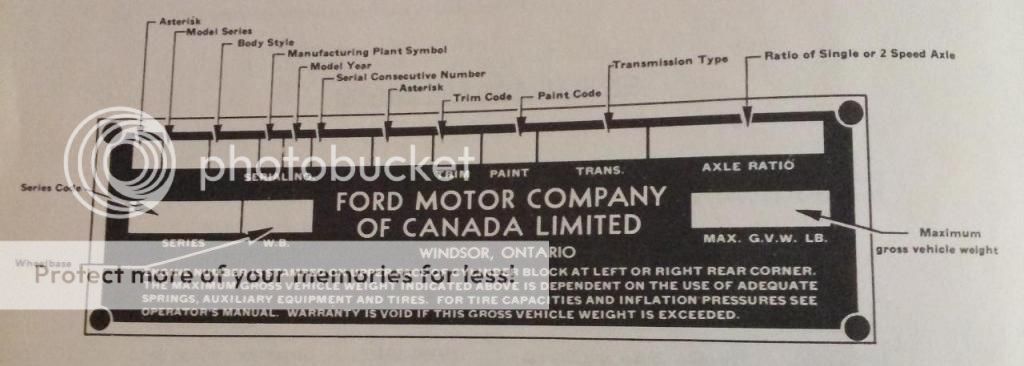 Asterisk
Model Series
Body Style
Manufacturing Plant Symbol
Model Year
Serial Consecutive Number
Asterisk
Trim Code
Paint Code
Transmission Type
Ratio of Single or 2 Speed Axle
photobucket
SERIAL NO. TRIM PAINT TRANS. AXLE RATIO
Series Code
FORD MOTOR COMPANY
OF CANADA LIMITED
WINDSOR, ONTARIO
SERIES W.B.
MAX. G.V.W. LB.
Maximum
gross vehicle weight
Wheelbase
Protect more of your memories for less.
BLOCK AT LEFT OR RIGHT REAR CORNER.
THE MAXIMUM GROSS VEHICLE WEIGHT INDICATED ABOVE IS DEPENDENT ON THE USE OF ADEQUATE
SPRINGS, AUXILIARY EQUIPMENT AND TIRES. FOR TIRE CAPACITIES AND INFLATION PRESSURES SEE
OPERATOR'S MANUAL. WARRANTY IS VOID IF THIS GROSS VEHICLE WEIGHT IS EXCEEDED.